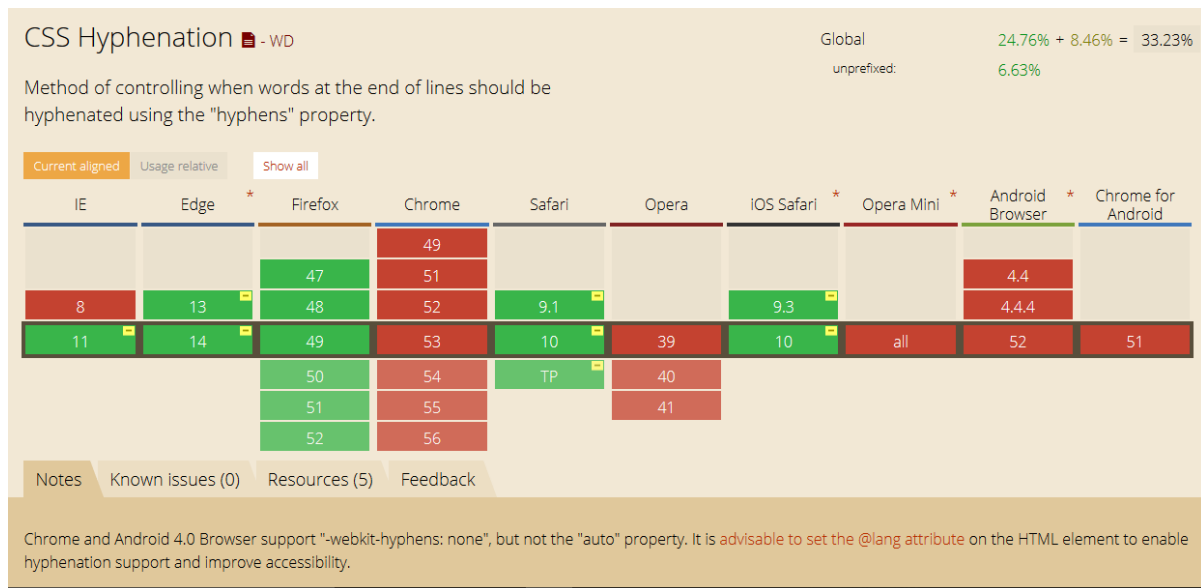 CSS Hyphenation - WD
Global 24.76% + 8.46% = 33.23%
unprefixed: 6.63%
Method of controlling when words at the end of lines should be
hyphenated using the "hyphens" property.
Current aligned Usage relative Show all
IE Edge * Firefox Chrome Safari Opera iOS Safari * Opera Mini * Android Browser * Chrome for Android
49
47 51 4.4
8 13 - 48 52 9.1 - 9.3 - 4.4.4
11 - 14 - 49 53 10 - 39 10 - all 52 51
50 54 TP - 40
51 55 41
52 56
Notes Known issues (0) Resources (5) Feedback
Chrome and Android 4.0 Browser support "-webkit-hyphens: none", but not the "auto" property. It is advisable to set the @lang attribute on the HTML element to enable
hyphenation support and improve accessibility.